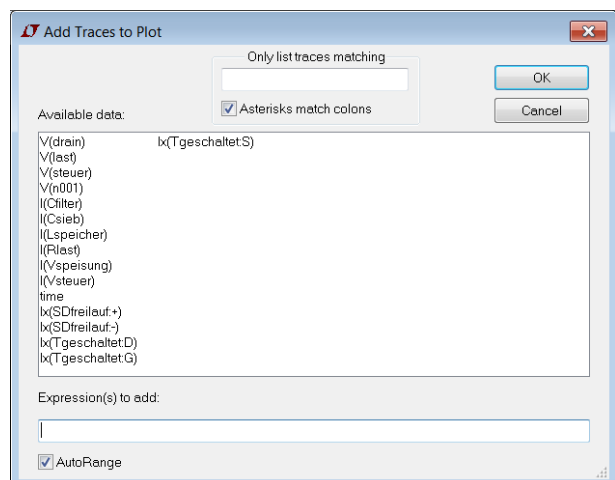 Add Traces to Plot
Only list traces matching
OK
Asterisks match colons
Cancel
Available data:
V(drain) Ix(Tgeschaltet:S)
V(last)
V(steuer)
V(n001)
I(Cfilter)
I(Csieb)
I(Lspeicher)
I(Rlast)
I(Vspeisung)
I(Vsteuer)
time
Ix(SDfreilauf:+)
Ix(SDfreilauf:-)
Ix(Tgeschaltet:D)
Ix(Tgeschaltet:G)
Expression(s) to add:
AutoRange